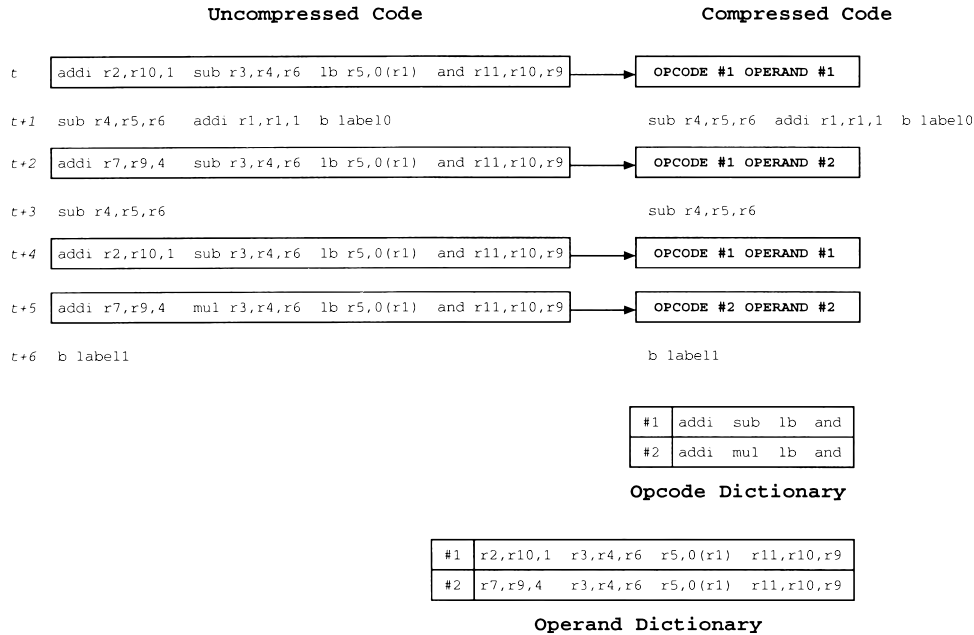 Uncompressed Code Compressed Code
t addi r2,r10,1 sub r3,r4,r6 lb r5,0(r1) and r11,r10,r9 OPCODE #1 OPERAND #1
t+1 sub r4,r5,r6 addi r1,r1,1 b label0 sub r4,r5,r6 addi r1,r1,1 b label0
t+2 addi r7,r9,4 sub r3,r4,r6 lb r5,0(r1) and r11,r10,r9 OPCODE #1 OPERAND #2
t+3 sub r4,r5,r6 sub r4,r5,r6
t+4 addi r2,r10,1 sub r3,r4,r6 lb r5,0(r1) and r11,r10,r9 OPCODE #1 OPERAND #1
t+5 addi r7,r9,4 mul r3,r4,r6 lb r5,0(r1) and r11,r10,r9 OPCODE #2 OPERAND #2
t+6 b label1 b label1
#1 addi sub lb and
#2 addi mul lb and
Opcode Dictionary
#1 r2,r10,1 r3,r4,r6 r5,0(r1) r11,r10,r9
#2 r7,r9,4 r3,r4,r6 r5,0(r1) r11,r10,r9
Operand Dictionary